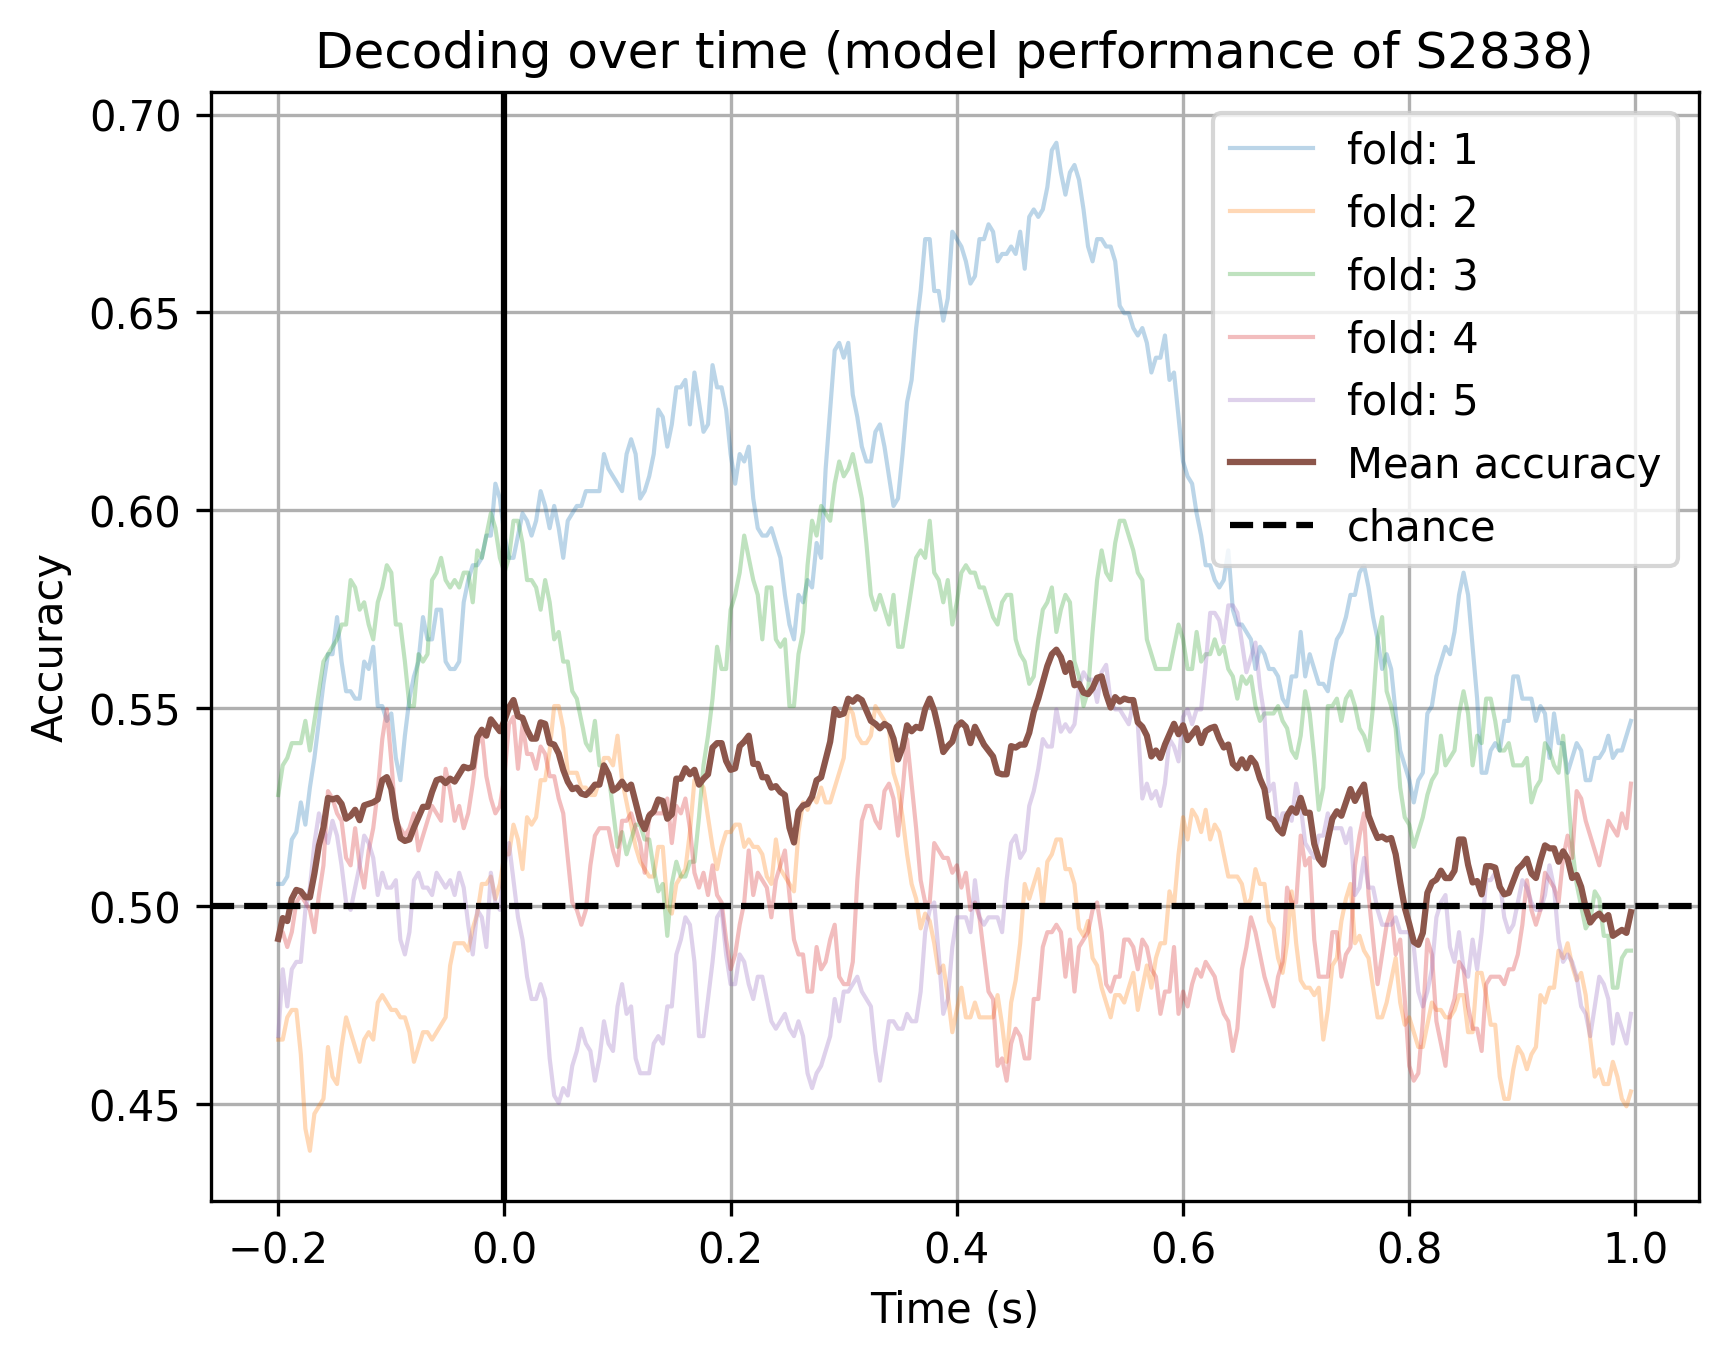 Decoding over time (model performance of S2838)
0.70
0.65
0.60
0.55
0.50
0.45
Accuracy
−0.2 0.0 0.2 0.4 0.6 0.8 1.0
Time (s)
fold: 1
fold: 2
fold: 3
fold: 4
fold: 5
Mean accuracy
chance